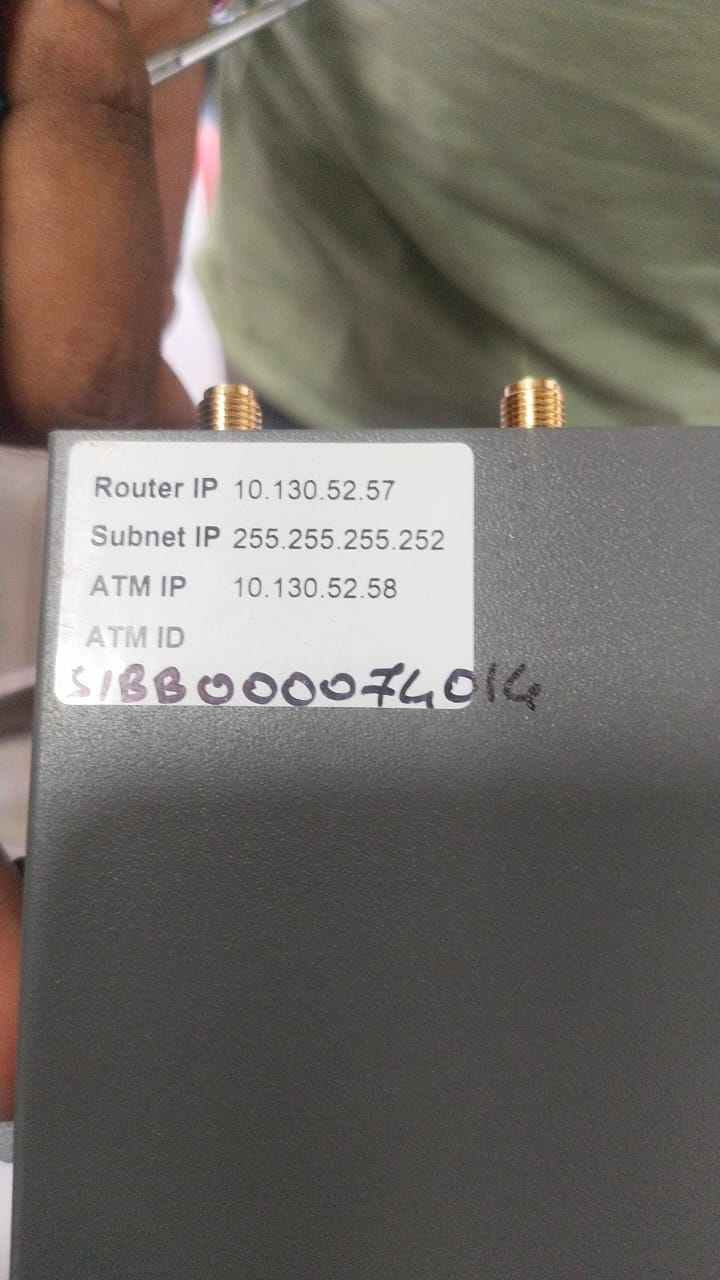 Router IP 10.130.52.57
Subnet IP 255.255.255.252
ATM IP 10.130.52.58
ATM ID
S1BB000074014